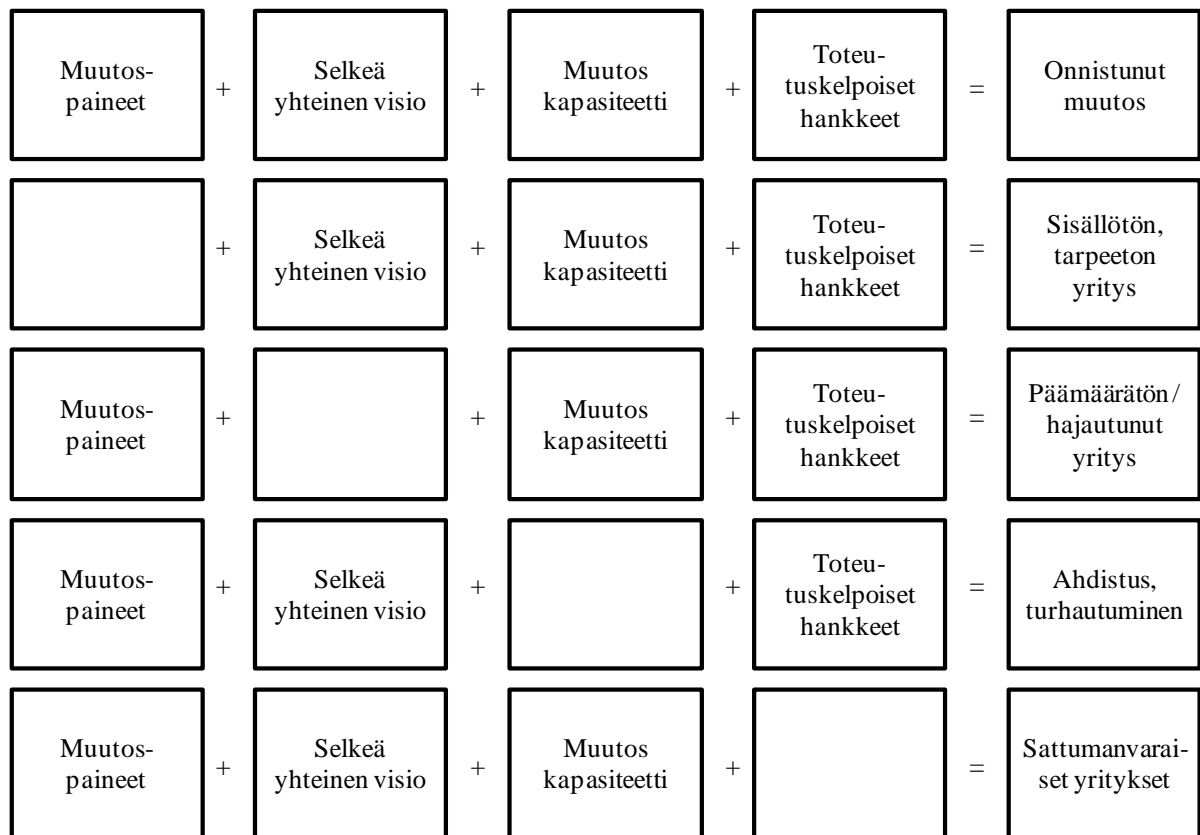 Muutos-
paineet
+
Selkeä
yhteinen visio
+
Muutos
kapasiteetti
+
Toteu-
tuskelpoiset
hankkeet
=
Onnistunut
muutos
+
Selkeä
yhteinen visio
+
Muutos
kapasiteetti
+
Toteu-
tuskelpoiset
hankkeet
=
Sisällötön,
tarpeeton
yritys
Muutos-
paineet
+
+
Muutos
kapasiteetti
+
Toteu-
tuskelpoiset
hankkeet
=
Päämäärätön/
hajautunut
yritys
Muutos-
paineet
+
Selkeä
yhteinen visio
+
+
Toteu-
tuskelpoiset
hankkeet
=
Ahdistus,
turhautuminen
Muutos-
paineet
+
Selkeä
yhteinen visio
+
Muutos
kapasiteetti
+
=
Sattumanvarai-
set yritykset